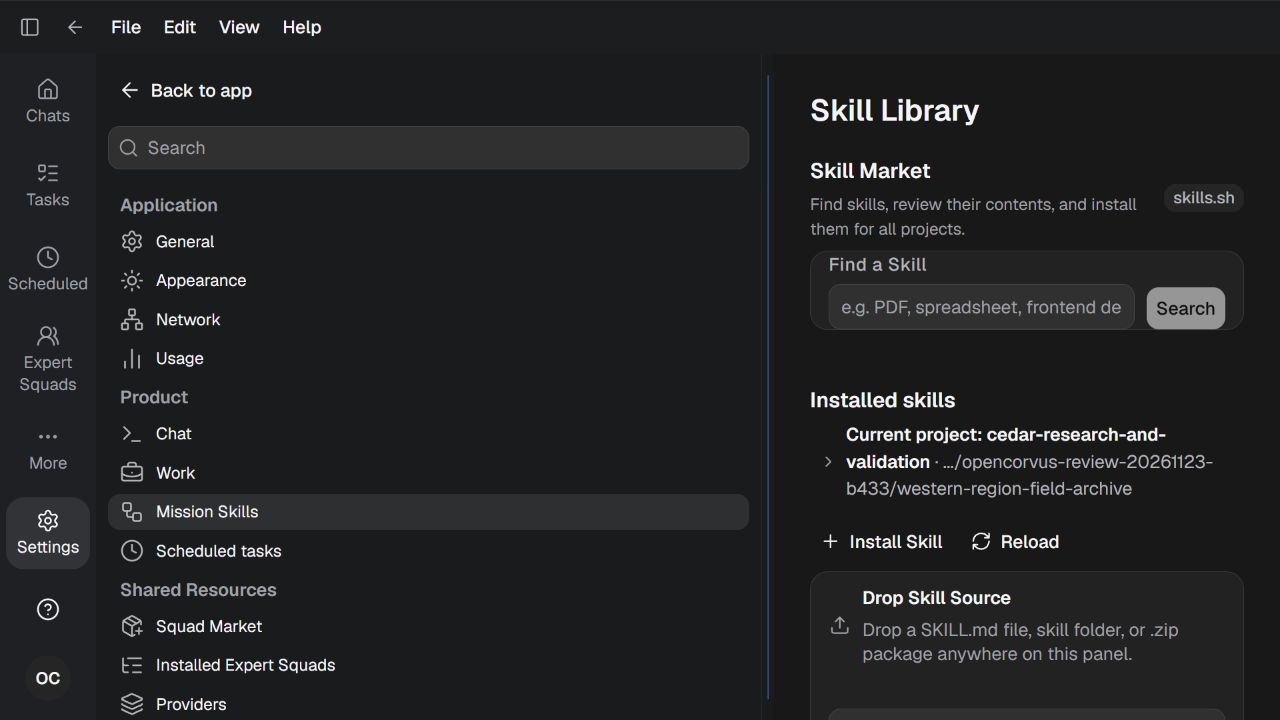 File Edit View Help
Chats
Tasks
Scheduled
Expert
Squads
More
Settings
OC
Back to app
Search
Application
General
Appearance
Network
Usage
Product
Chat
Work
Mission Skills
Scheduled tasks
Shared Resources
Squad Market
Installed Expert Squads
Providers
Skill Library
Skill Market
Find skills, review their contents, and install
them for all projects.
skills.sh
Find a Skill
e.g. PDF, spreadsheet, frontend de
Search
Installed skills
Current project: cedar-research-and-
validation · .../opencorvus-review-20261123-
b433/western-region-field-archive
Install Skill
Reload
Drop Skill Source
Drop a SKILL.md file, skill folder, or .zip
package anywhere on this panel.